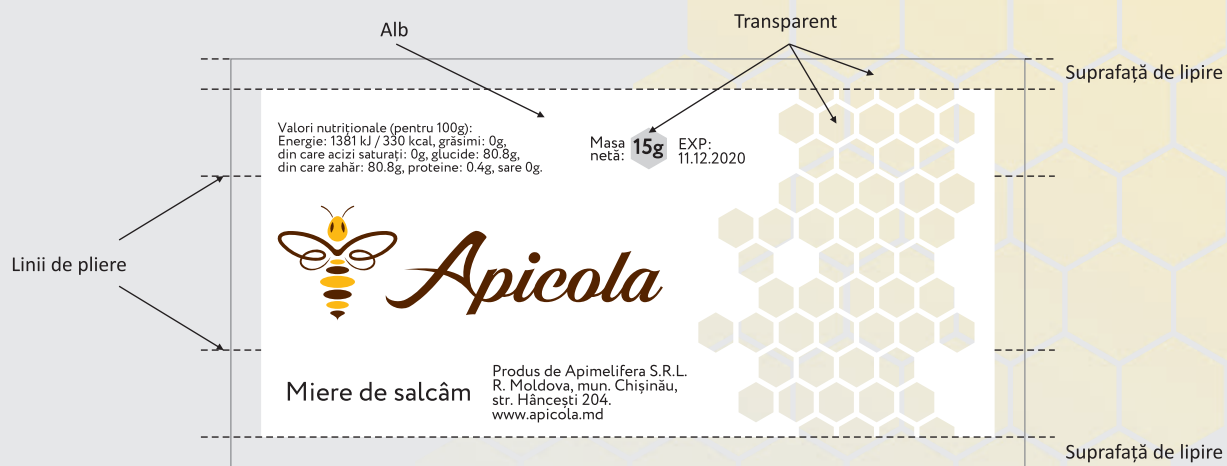 Alb
Transparent
Suprafață de lipire
Valori nutriționale (pentru 100g):
Energie: 1381 kJ / 330 kcal, grăsimi: 0g,
din care acizi saturați: 0g, glucide: 80.8g,
din care zahăr: 80.8g, proteine: 0.4g, sare 0g.
Masa
netă:
15g
EXP:
11.12.2020
Linii de pliere
Apicola
Miere de salcâm
Produs de Apimelifera S.R.L.
R. Moldova, mun. Chișinău,
str. Hâncești 204.
www.apicola.md
Suprafață de lipire